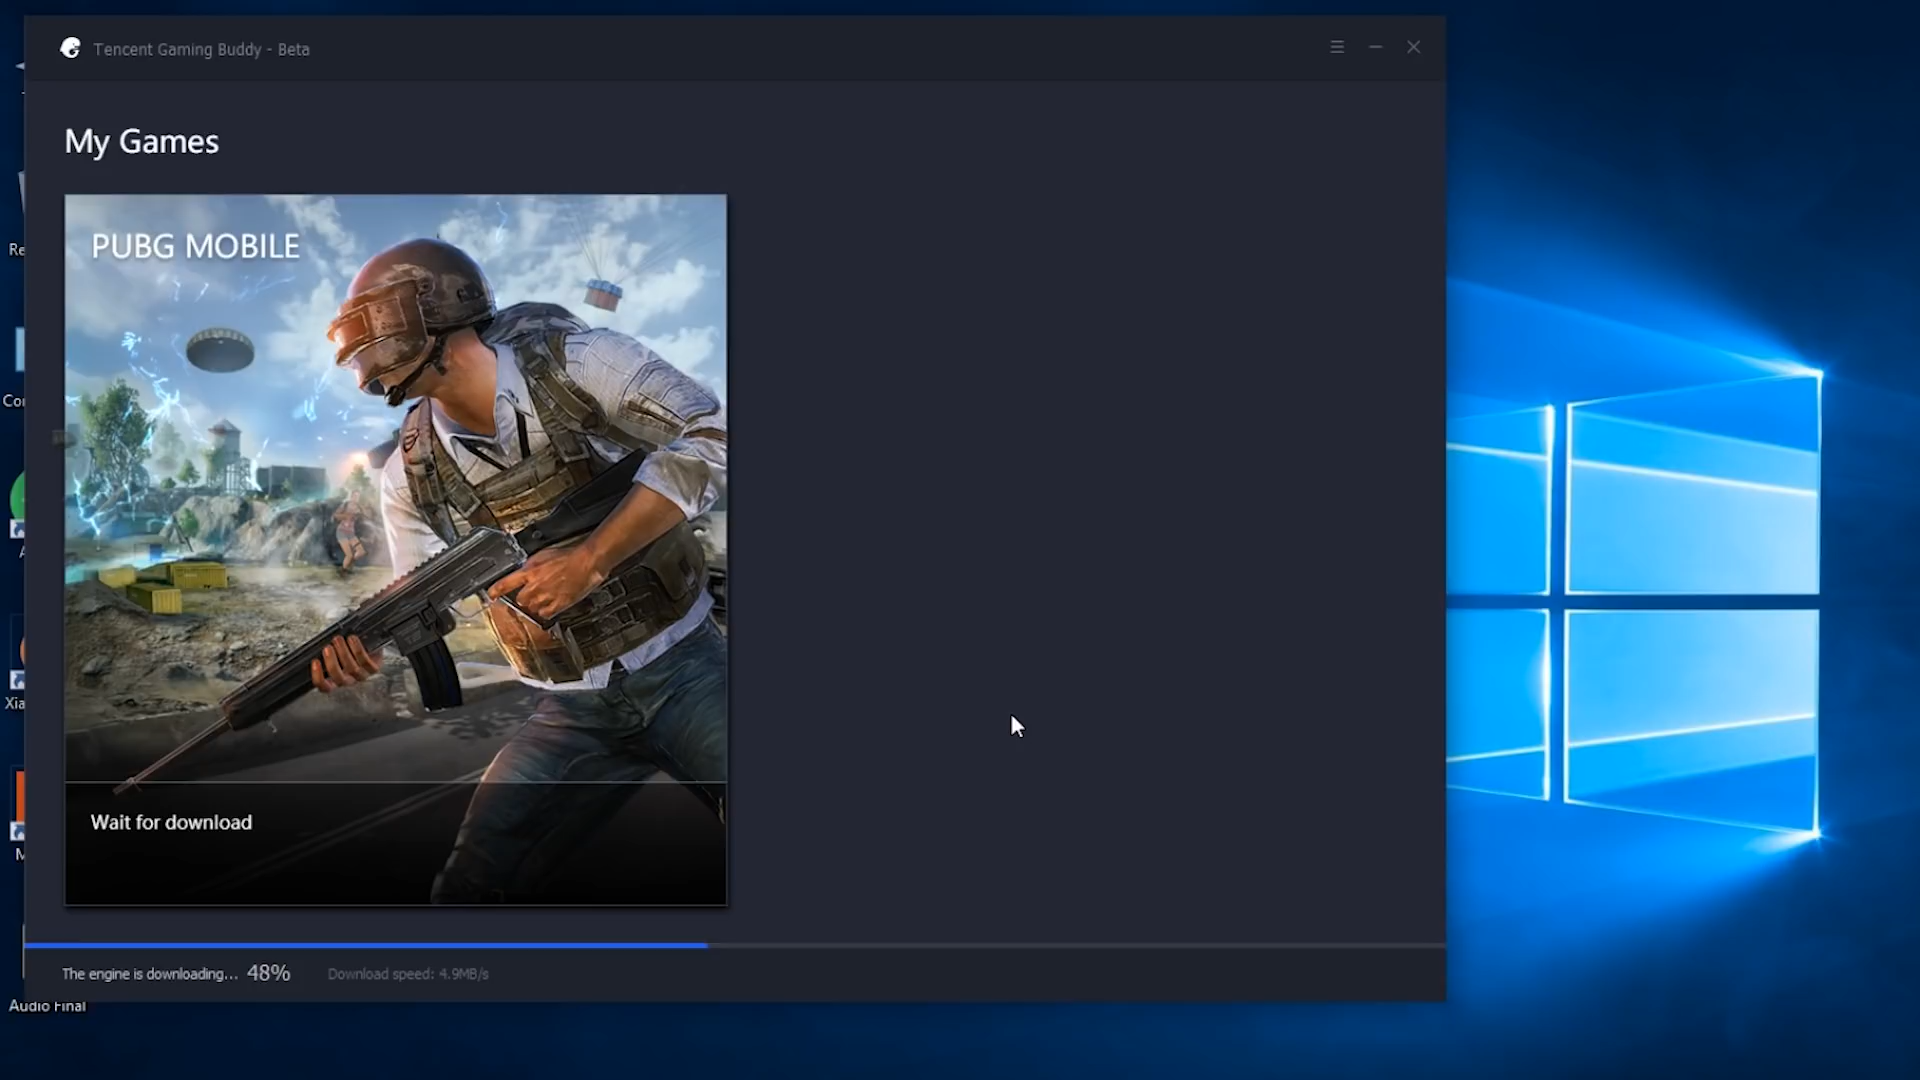 Tencent Gaming Buddy - Beta
My Games
PUBG MOBILE
Wait for download
The engine is downloading... 48% Download speed: 4.9MB/s
Audio Final